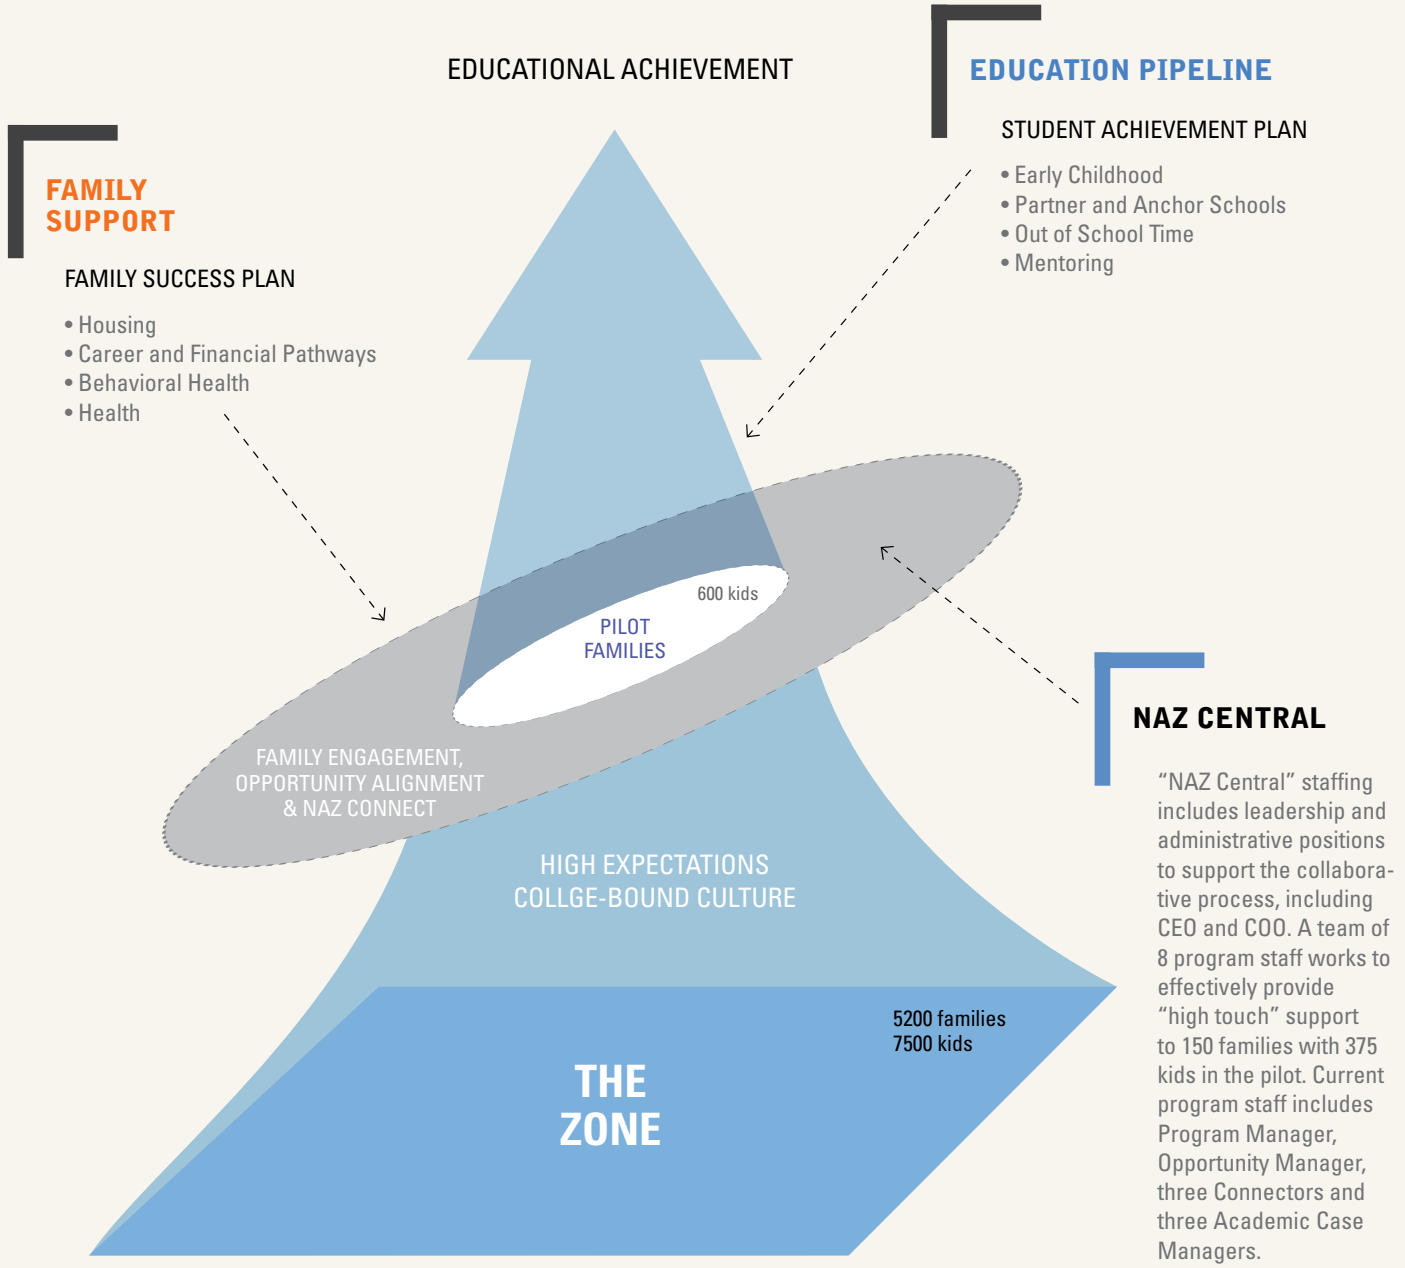 EDUCATIONAL ACHIEVEMENT
EDUCATION PIPELINE
STUDENT ACHIEVEMENT PLAN
• Early Childhood
• Partner and Anchor Schools
• Out of School Time
• Mentoring
FAMILY
SUPPORT
FAMILY SUCCESS PLAN
• Housing
• Career and Financial Pathways
• Behavioral Health
• Health
600 kids
PILOT
FAMILIES
FAMILY ENGAGEMENT,
OPPORTUNITY ALIGNMENT
& NAZ CONNECT
HIGH EXPECTATIONS
COLLGE-BOUND CULTURE
5200 families
7500 kids
THE
ZONE
NAZ CENTRAL
“NAZ Central” staffing
includes leadership and
administrative positions
to support the collabora-
tive process, including
CEO and COO. A team of
8 program staff works to
effectively provide
“high touch” support
to 150 families with 375
kids in the pilot. Current
program staff includes
Program Manager,
Opportunity Manager,
three Connectors and
three Academic Case
Managers.